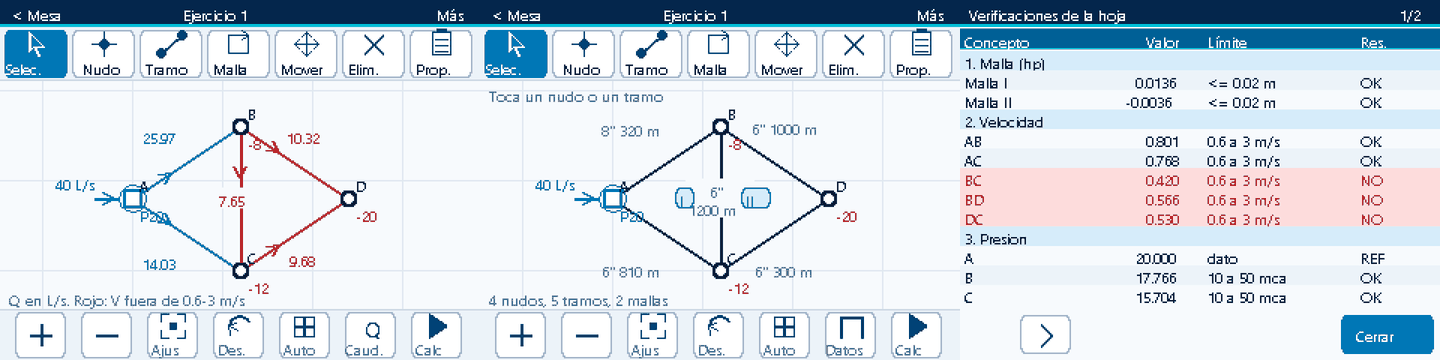 < Mesa Ejercicio 1 Más
Selec. Nudo Tramo Malla Mover Elim. Prop.
B
25.97 10.32
-8
40 L/s A D
7.65
P20 -20
C
14.03 9.68
-12
Q en L/s. Rojo: V fuera de 0.6-3 m/s
+ − Ajus Des. Auto Q Caud. Calc
< Mesa Ejercicio 1 Más
Selec. Nudo Tramo Malla Mover Elim. Prop.
Toca un nudo o un tramo
B
8" 320 m 6" 1000 m
-8
40 L/s A D
I 6" II
1200 m
P20 -20
C
6" 810 m 6" 300 m
-12
4 nudos, 5 tramos, 2 mallas
+ − Ajus Des. Auto Datos Calc
Verificaciones de la hoja 1/2
Concepto Valor Límite Res.
1. Malla (hp)
Malla I 0.0136 <= 0.02 m OK
Malla II -0.0036 <= 0.02 m OK
2. Velocidad
AB 0.801 0.6 a 3 m/s OK
AC 0.768 0.6 a 3 m/s OK
BC 0.420 0.6 a 3 m/s NO
BD 0.566 0.6 a 3 m/s NO
DC 0.530 0.6 a 3 m/s NO
3. Presion
A 20.000 dato REF
B 17.766 10 a 50 mca OK
C 15.704 10 a 50 mca OK
> Cerrar